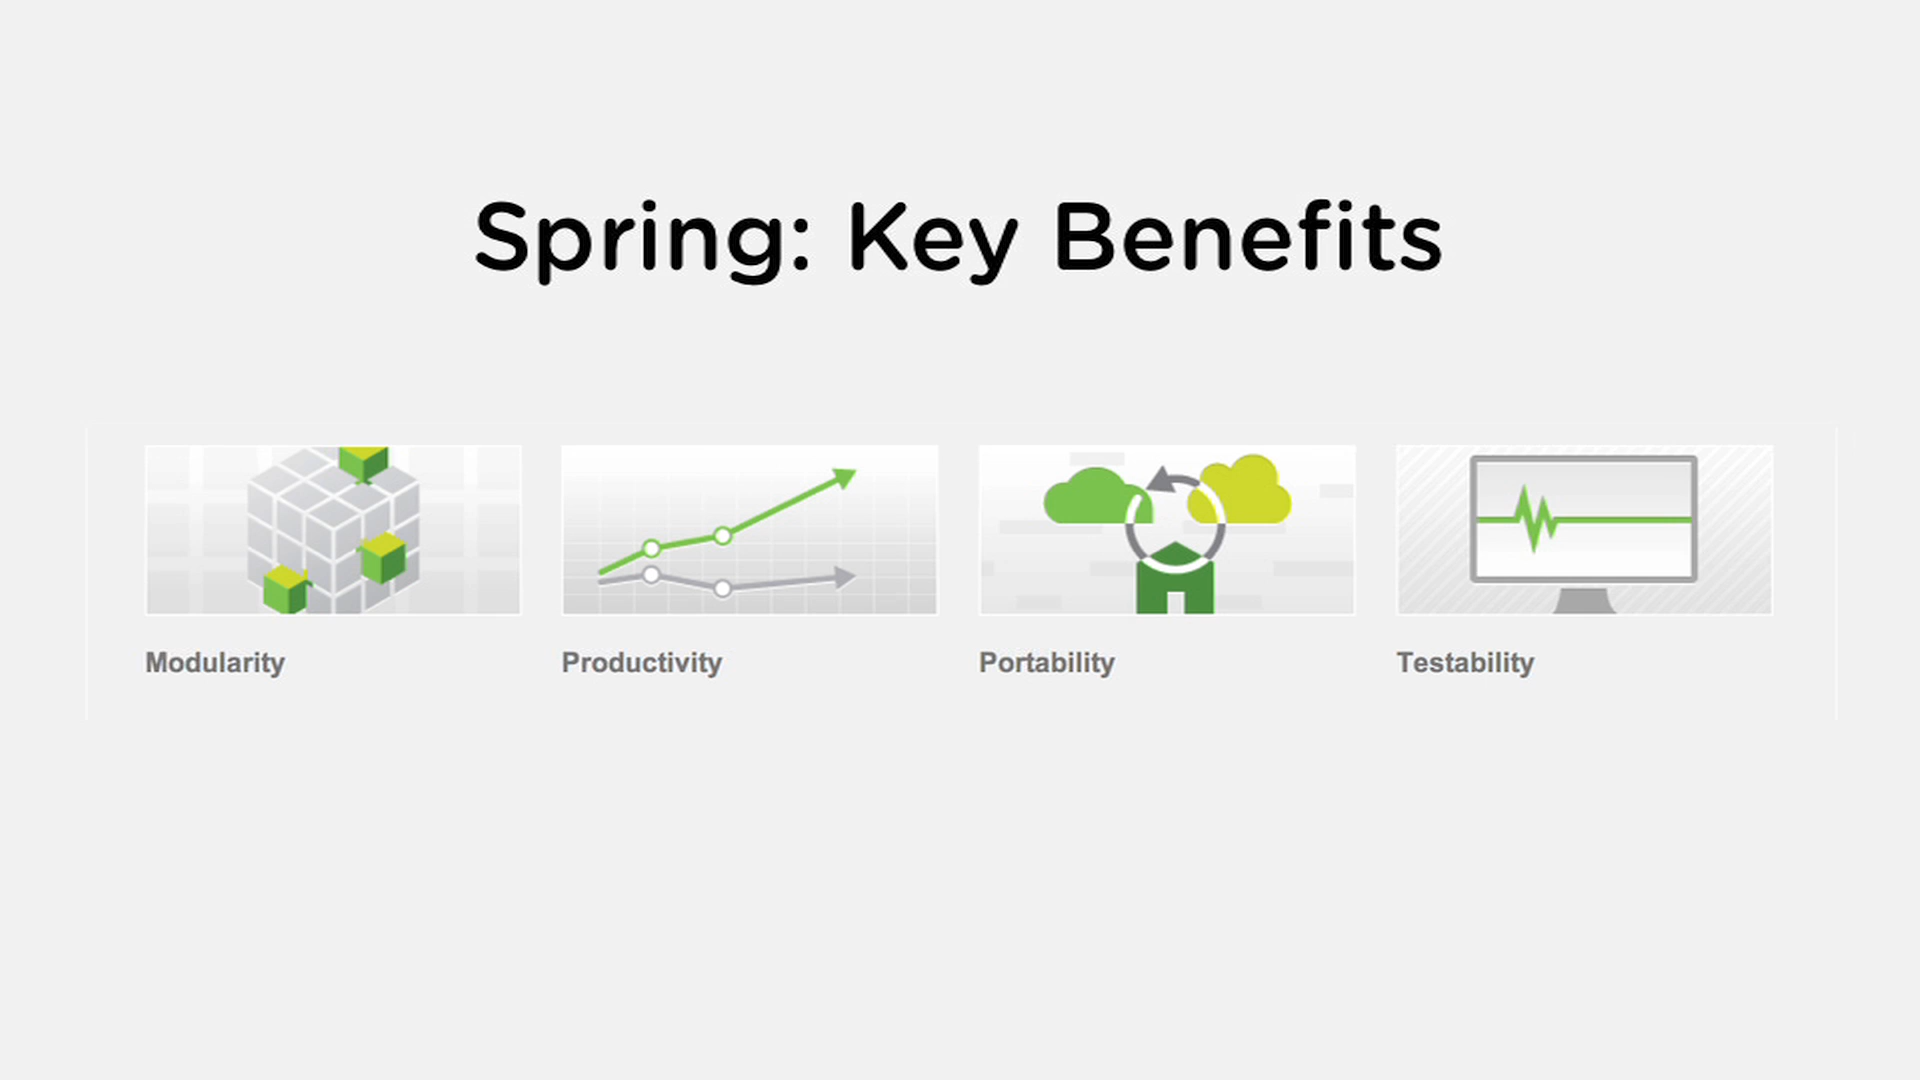 Spring: Key Benefits
Modularity
Productivity
Portability
Testability